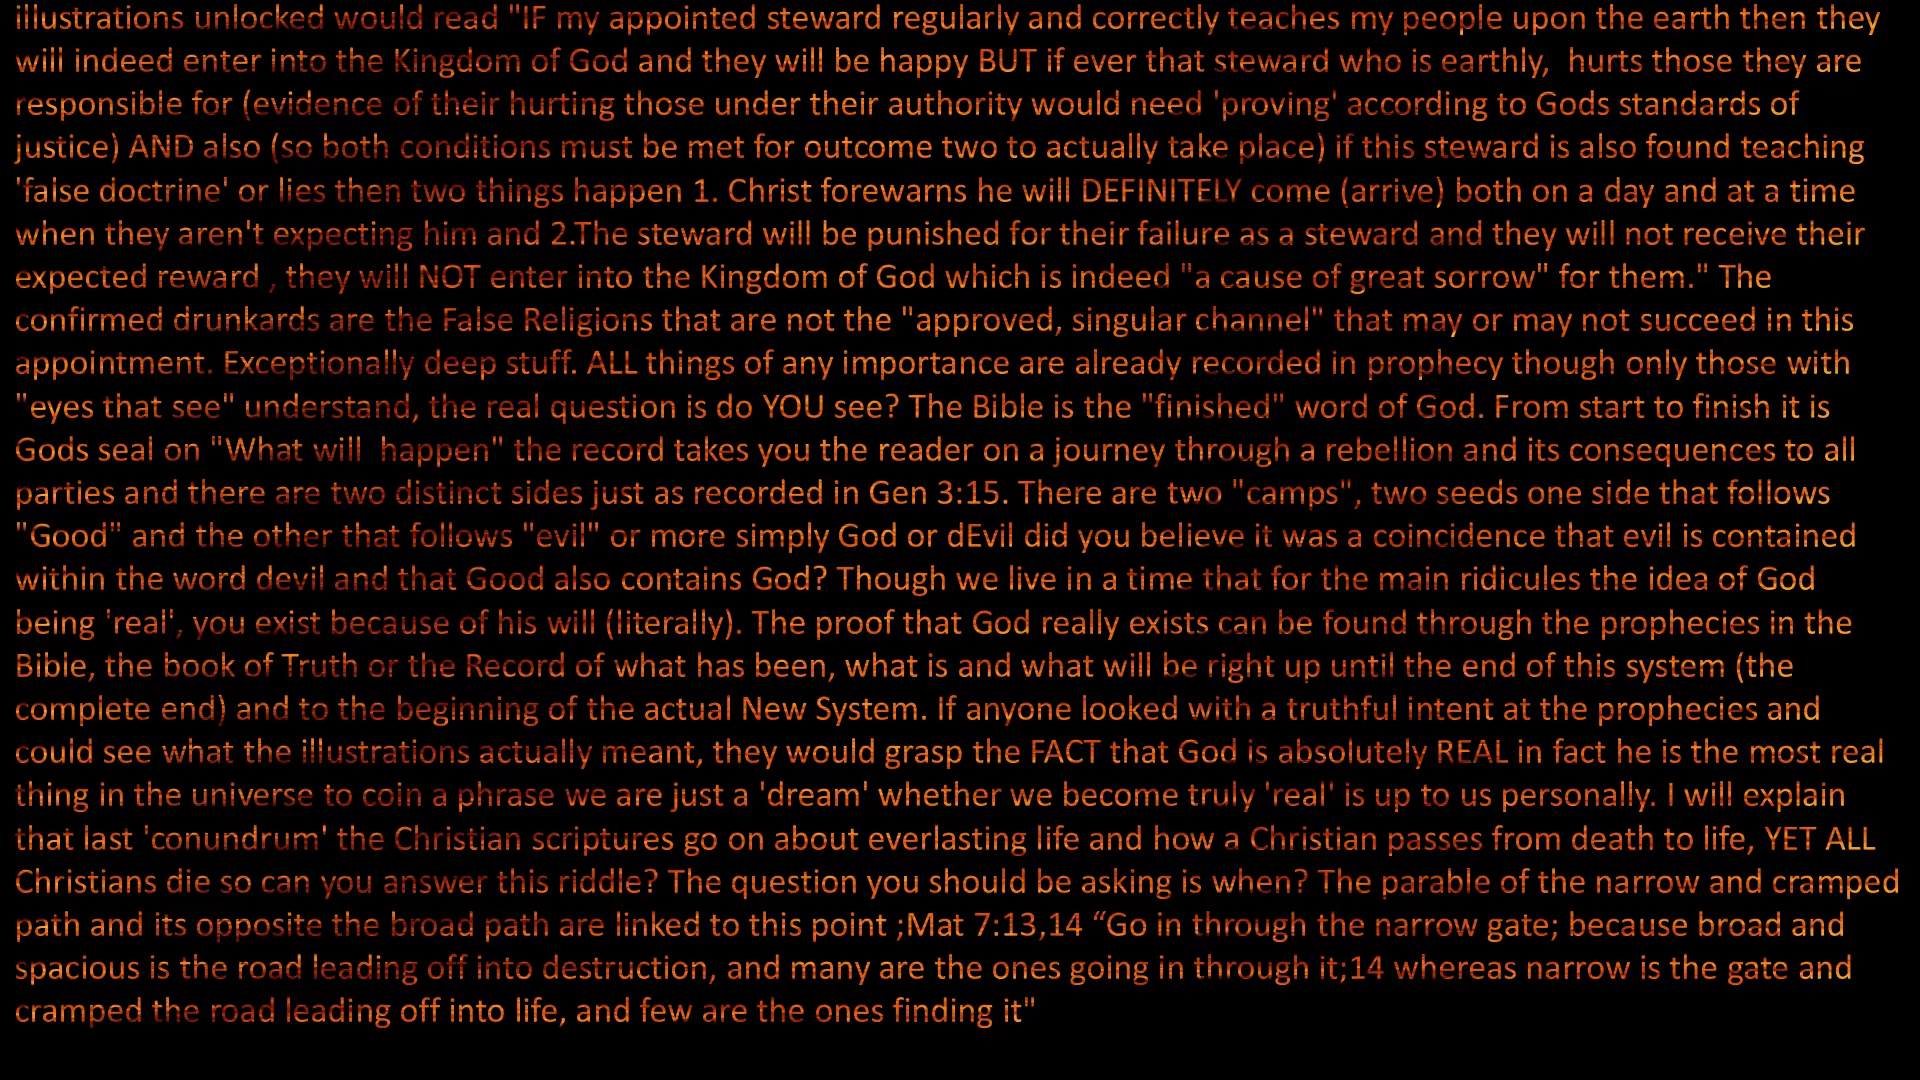 illustrations unlocked would read "IF my appointed steward regularly and correctly teaches my people upon the earth then they
will indeed enter into the Kingdom of God and they will be happy BUT if ever that steward who is earthly,  hurts those they are
responsible for (evidence of their hurting those under their authority would need 'proving' according to Gods standards of
justice) AND also (so both conditions must be met for outcome two to actually take place) if this steward is also found teaching
'false doctrine' or lies then two things happen 1. Christ forewarns he will DEFINITELY come (arrive) both on a day and at a time
when they aren't expecting him and 2.The steward will be punished for their failure as a steward and they will not receive their
expected reward , they will NOT enter into the Kingdom of God which is indeed "a cause of great sorrow" for them." The
confirmed drunkards are the False Religions that are not the "approved, singular channel" that may or may not succeed in this
appointment. Exceptionally deep stuff. ALL things of any importance are already recorded in prophecy though only those with
"eyes that see" understand, the real question is do YOU see? The Bible is the "finished" word of God. From start to finish it is
Gods seal on "What will  happen" the record takes you the reader on a journey through a rebellion and its consequences to all
parties and there are two distinct sides just as recorded in Gen 3:15. There are two "camps", two seeds one side that follows
"Good" and the other that follows "evil" or more simply God or dEvil did you believe it was a coincidence that evil is contained
within the word devil and that Good also contains God? Though we live in a time that for the main ridicules the idea of God
being 'real', you exist because of his will (literally). The proof that God really exists can be found through the prophecies in the
Bible, the book of Truth or the Record of what has been, what is and what will be right up until the end of this system (the
complete end) and to the beginning of the actual New System. If anyone looked with a truthful intent at the prophecies and
could see what the illustrations actually meant, they would grasp the FACT that God is absolutely REAL in fact he is the most real
thing in the universe to coin a phrase we are just a 'dream' whether we become truly 'real' is up to us personally. I will explain
that last 'conundrum' the Christian scriptures go on about everlasting life and how a Christian passes from death to life, YET ALL
Christians die so can you answer this riddle? The question you should be asking is when? The parable of the narrow and cramped
path and its opposite the broad path are linked to this point ;Mat 7:13,14 “Go in through the narrow gate; because broad and
spacious is the road leading off into destruction, and many are the ones going in through it;14 whereas narrow is the gate and
cramped the road leading off into life, and few are the ones finding it"